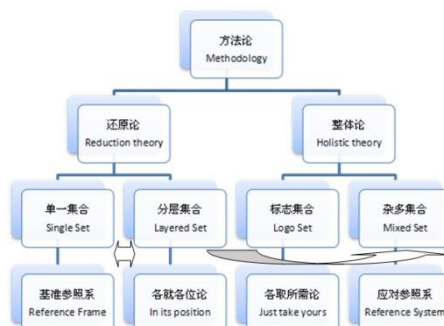 方法论
Methodology
还原论
Reduction theory
整体论
Holistic theory
单一集合
Single Set
分层集合
Layered Set
标志集合
Logo Set
杂多集合
Mixed Set
基准参照系
Reference Frame
各就各位论
In its position
各取所需论
Just take yours
应对参照系
Reference System